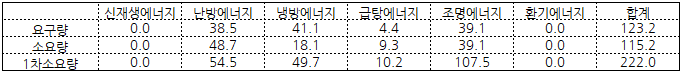 신재생에너지 난방에너지 냉방에너지 급탕에너지 조명에너지 환기에너지 합계
요구량 0.0 38.5 41.1 4.4 39.1 0.0 123.2
소요량 0.0 48.7 18.1 9.3 39.1 0.0 115.2
1차소요량 0.0 54.5 49.7 10.2 107.5 0.0 222.0